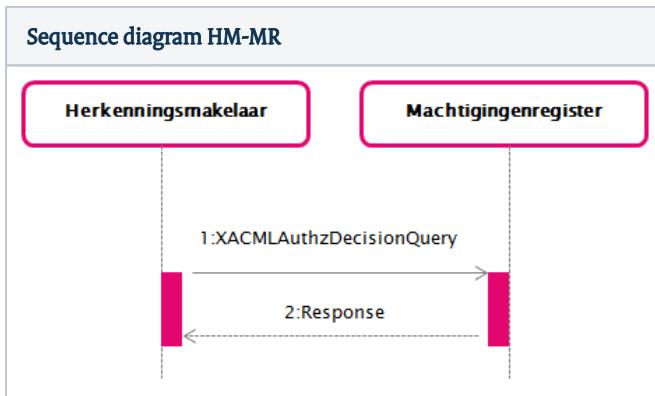 Sequence diagram HM-MR
Herkenningsmakelaar
Machtigingenregister
1:XACMLAuthzDecisionQuery
2:Response